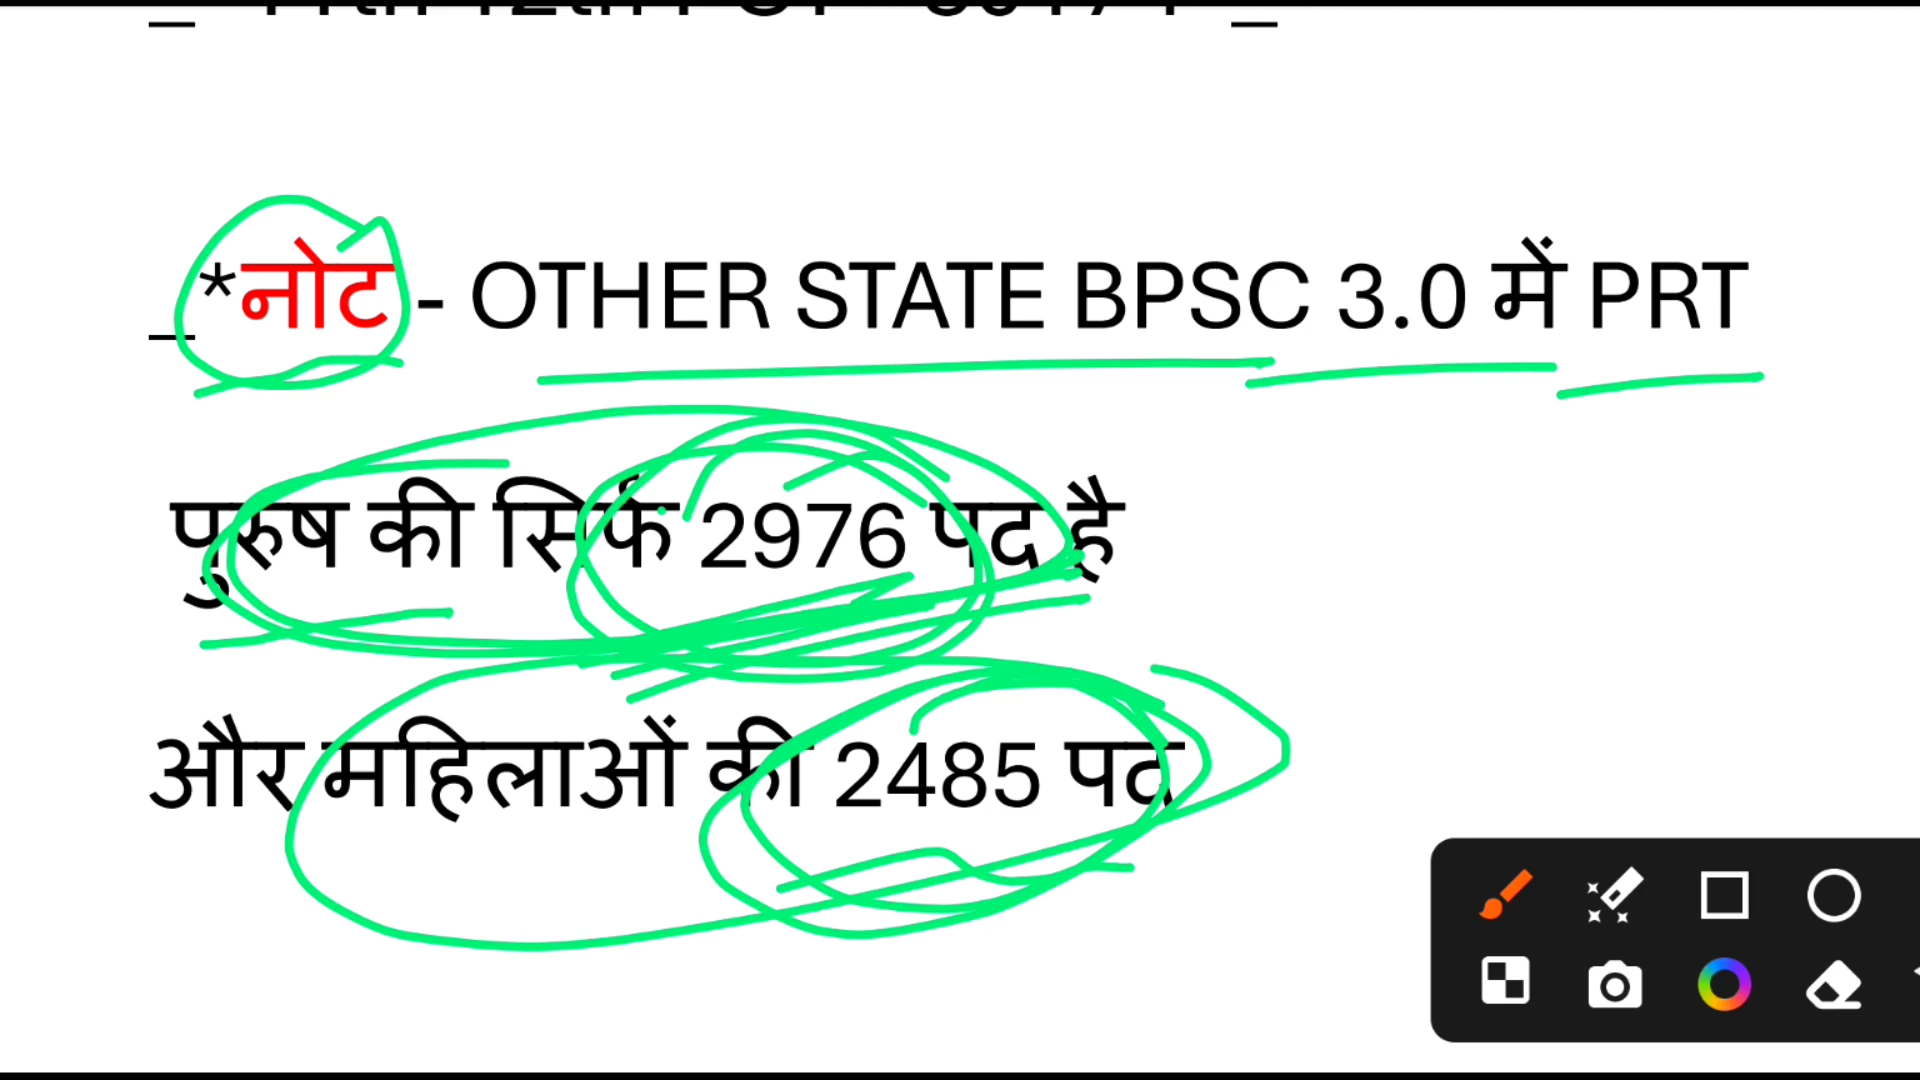 _*नोट - OTHER STATE BPSC 3.0 में PRT
पुरुष की सिर्फ 2976 पद है
और महिलाओं की 2485 पद